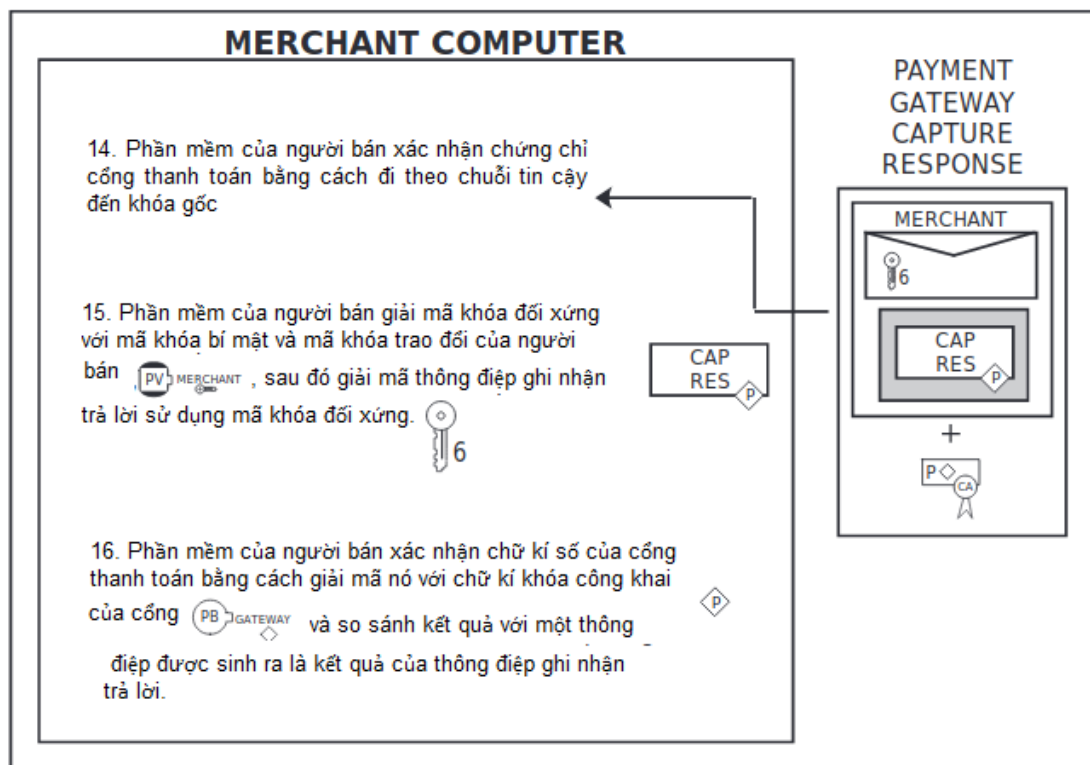 MERCHANT COMPUTER
14. Phần mềm của người bán xác nhận chứng chỉ
cổng thanh toán bằng cách đi theo chuỗi tin cậy
đến khóa gốc
15. Phần mềm của người bán giải mã khóa đối xứng
với mã khóa bí mật và mã khóa trao đổi của người
bán , PV MERCHANT , sau đó giải mã thông điệp ghi nhận
trả lời sử dụng mã khóa đối xứng.
6
CAP
RES
P
16. Phần mềm của người bán xác nhận chữ kí số của cổng
thanh toán bằng cách giải mã nó với chữ kí khóa công khai
của cổng PB GATEWAY và so sánh kết quả với một thông
P
điệp được sinh ra là kết quả của thông điệp ghi nhận
trả lời.
PAYMENT
GATEWAY
CAPTURE
RESPONSE
MERCHANT
6
CAP
RES
P
+
P
CA